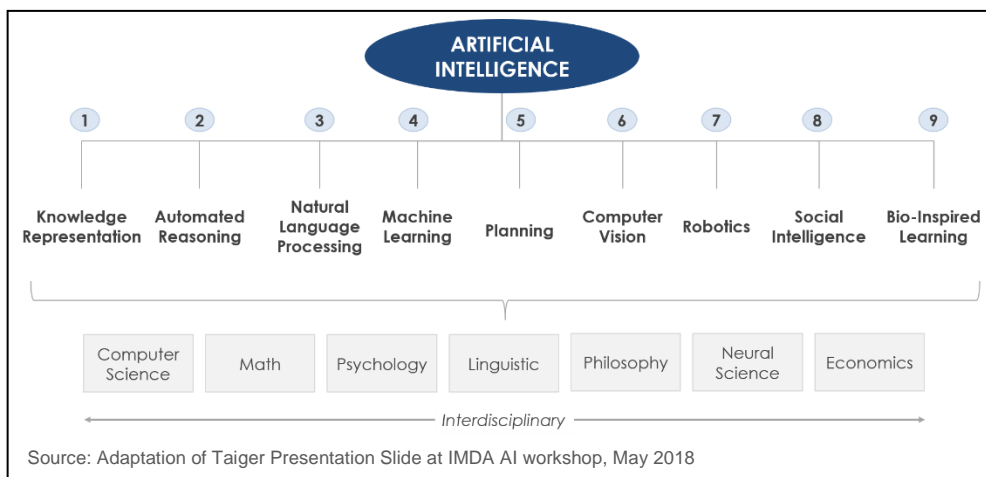 ARTIFICIAL
INTELLIGENCE
1 2 3 4 5 6 7 8 9
Knowledge
Representation
Automated
Reasoning
Natural
Language
Processing
Machine
Learning
Planning
Computer
Vision
Robotics
Social
Intelligence
Bio-Inspired
Learning
Computer
Science
Math
Psychology
Linguistic
Philosophy
Neural
Science
Economics
Interdisciplinary
Source: Adaptation of Taiger Presentation Slide at IMDA AI workshop, May 2018